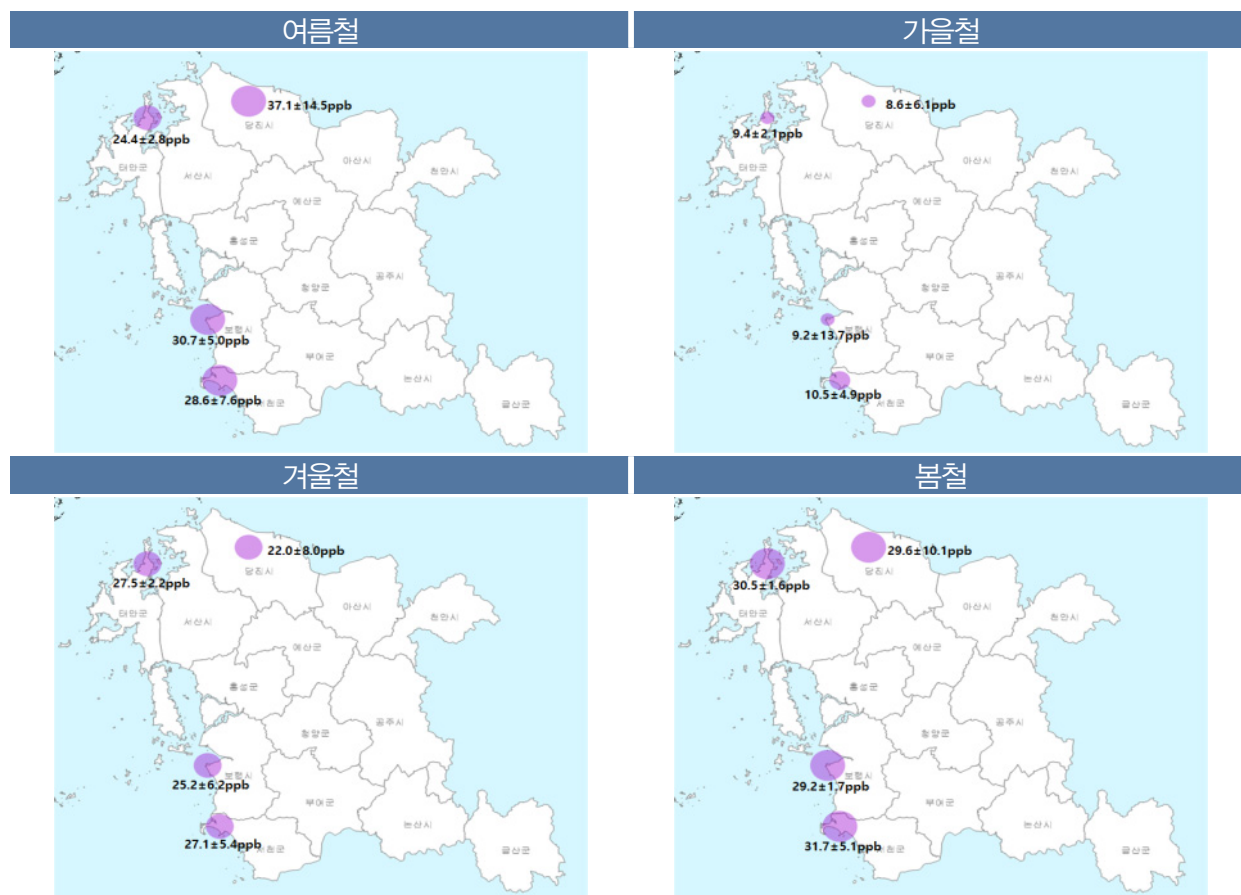 여름철
가을철
37.1±14.5ppb
24.4±2.8ppb
당진시
태안군
서산시
아산시
천안시
예산군
홍성군
청양군
공주시
보령시
30.7±5.0ppb
부여군
논산시
28.6±7.6ppb
서천군
금산군
8.6±6.1ppb
9.4±2.1ppb
당진시
태안군
서산시
아산시
천안시
예산군
홍성군
청양군
공주시
보령시
9.2±13.7ppb
부여군
논산시
10.5±4.9ppb
서천군
금산군
겨울철
봄철
22.0±8.0ppb
27.5±2.2ppb
당진시
태안군
서산시
아산시
천안시
예산군
홍성군
청양군
공주시
보령시
25.2±6.2ppb
부여군
논산시
27.1±5.4ppb
서천군
금산군
29.6±10.1ppb
30.5±1.6ppb
당진시
태안군
서산시
아산시
천안시
예산군
홍성군
청양군
공주시
보령시
29.2±1.7ppb
부여군
논산시
31.7±5.1ppb
서천군
금산군